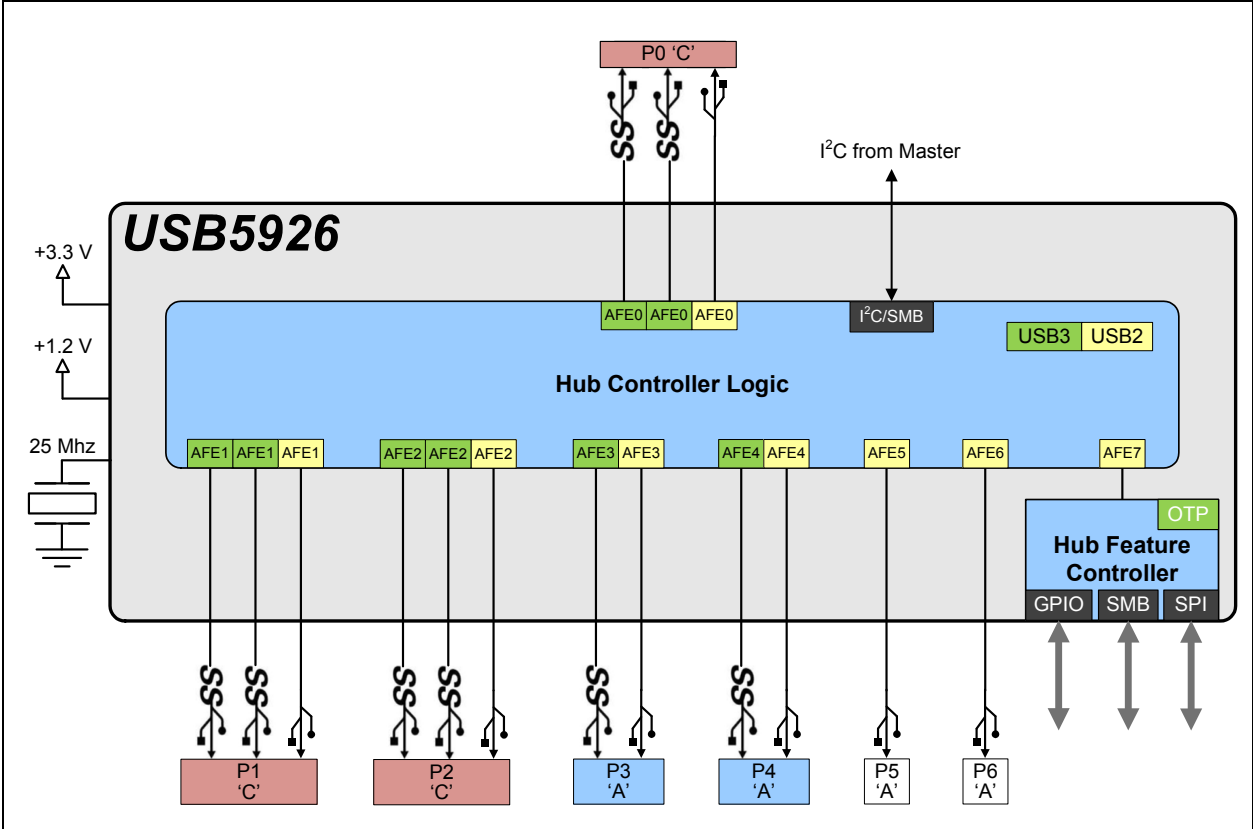 P0 ‘C’
SS SS
I²C from Master
USB5926
+3.3 V
AFE0 AFE0 AFE0
I²C/SMB
USB3 USB2
+1.2 V
Hub Controller Logic
25 Mhz
AFE1 AFE1 AFE1
AFE2 AFE2 AFE2
AFE3 AFE3
AFE4 AFE4
AFE5
AFE6
AFE7
OTP
Hub Feature
Controller
GPIO SMB SPI
SS SS SS SS SS SS
P1
‘C’
P2
‘C’
P3
‘A’
P4
‘A’
P5
‘A’
P6
‘A’